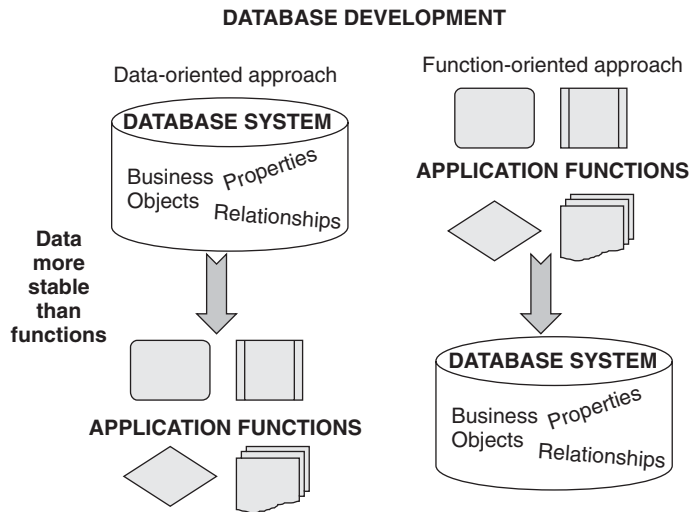 DATABASE DEVELOPMENT
Data-oriented approach
DATABASE SYSTEM
Business
Objects
Properties
Relationships
Data
more
stable
than
functions
APPLICATION FUNCTIONS
Function-oriented approach
APPLICATION FUNCTIONS
DATABASE SYSTEM
Business
Objects
Properties
Relationships